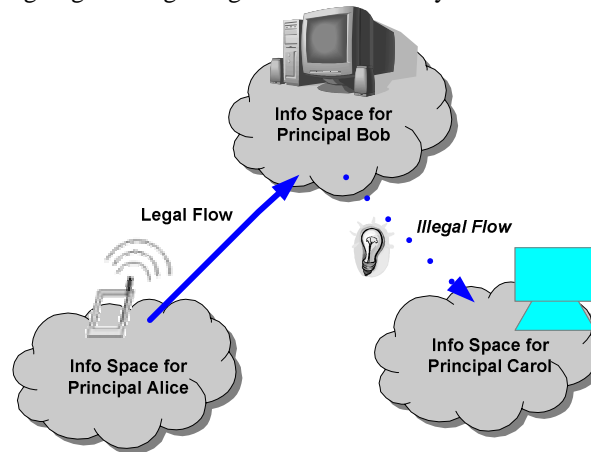 Info Space for
Principal Bob
Legal Flow
Illegal Flow
Info Space for
Principal Alice
Info Space for
Principal Carol